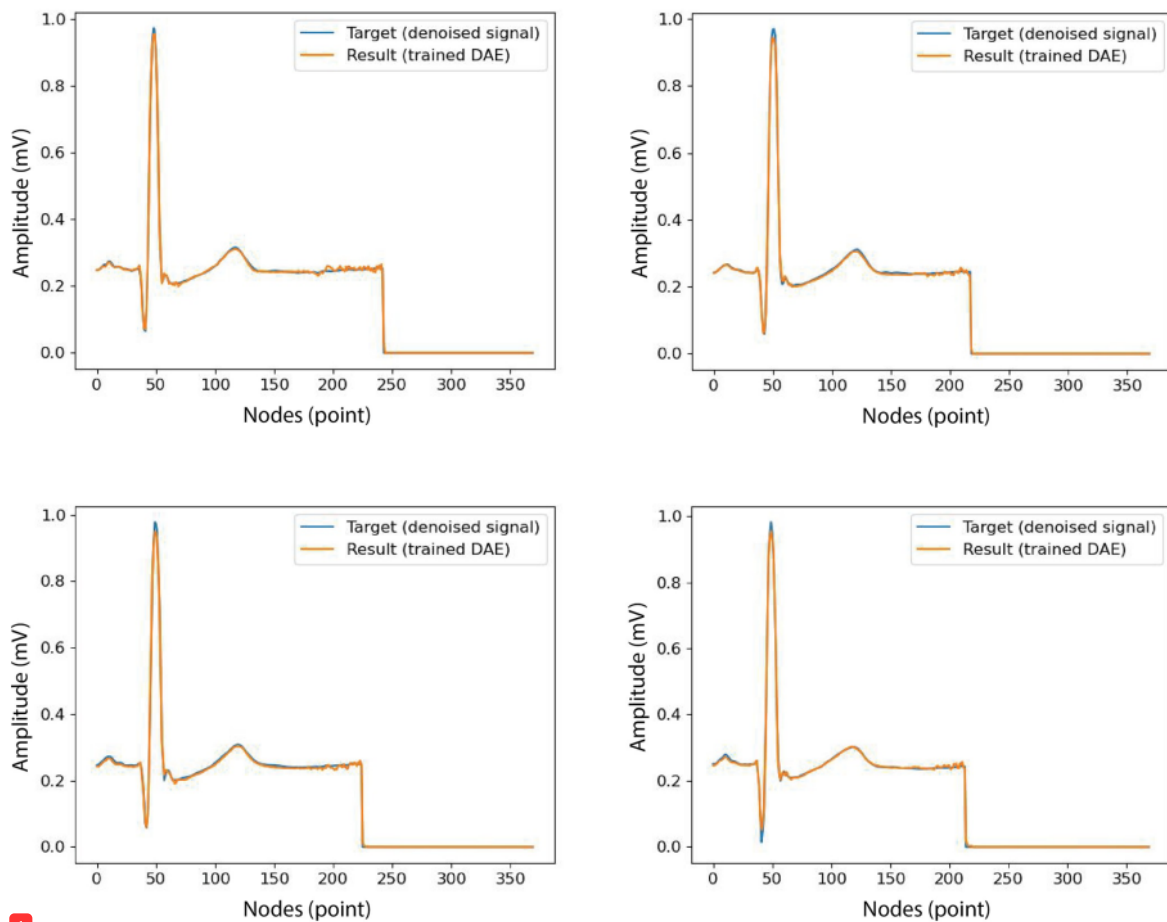 1.0
0.8
0.6
0.4
0.2
0.0
Amplitude (mV)
Target (denoised signal)
Result (trained DAE)
0 50 100 150 200 250 300 350
Nodes (point)
1.0
0.8
0.6
0.4
0.2
0.0
Amplitude (mV)
Target (denoised signal)
Result (trained DAE)
0 50 100 150 200 250 300 350
Nodes (point)
1.0
0.8
0.6
0.4
0.2
0.0
Amplitude (mV)
Target (denoised signal)
Result (trained DAE)
0 50 100 150 200 250 300 350
Nodes (point)
1.0
0.8
0.6
0.4
0.2
0.0
Amplitude (mV)
Target (denoised signal)
Result (trained DAE)
0 50 100 150 200 250 300 350
Nodes (point)